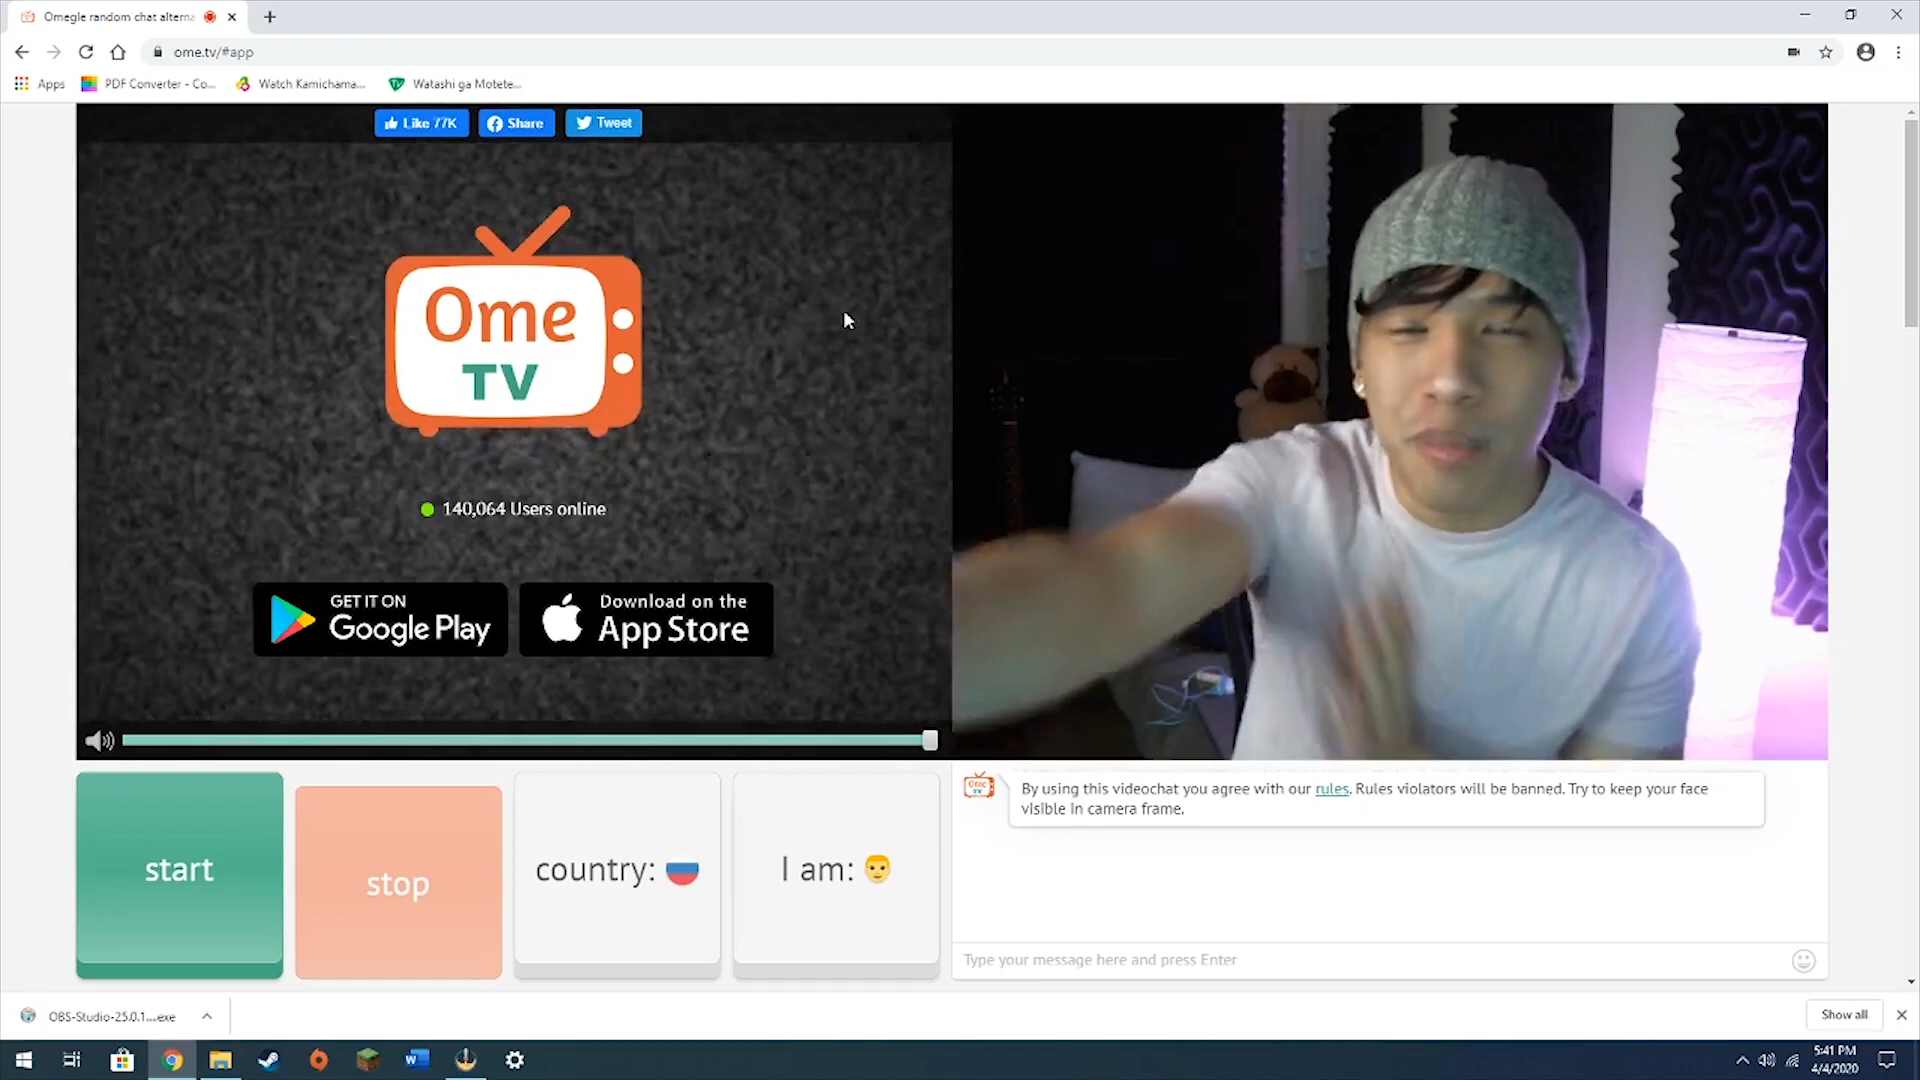 Omegle random chat alterna
ome.tv/#app
Apps
PDF Converter - Co...
Watch Kamichama...
Watashi ga Motete...
Like 77K
Share
Tweet
Ome
TV
140,064 Users online
GET IT ON
Google Play
Download on the
App Store
start
stop
country:
I am:
Ome
TV
By using this videochat you agree with our rules. Rules violators will be banned. Try to keep your face
visible in camera frame.
Type your message here and press Enter
OBS-Studio-25.0.1....exe
Show all
5:41 PM
4/4/2020